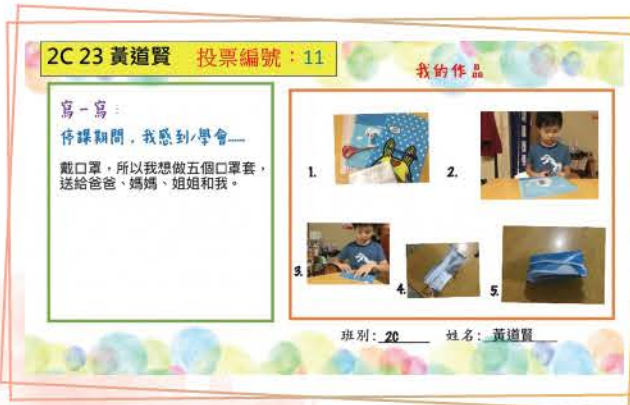 2C 23 黃道賢 投票編號：11
我的作品
寫一寫：
停課期間，我感到/學會......
戴口罩，所以我想做五個口罩套，
送給爸爸、媽媽、姐姐和我。
1.
2.
3.
4.
5.
班別：2C 姓名：黃道賢